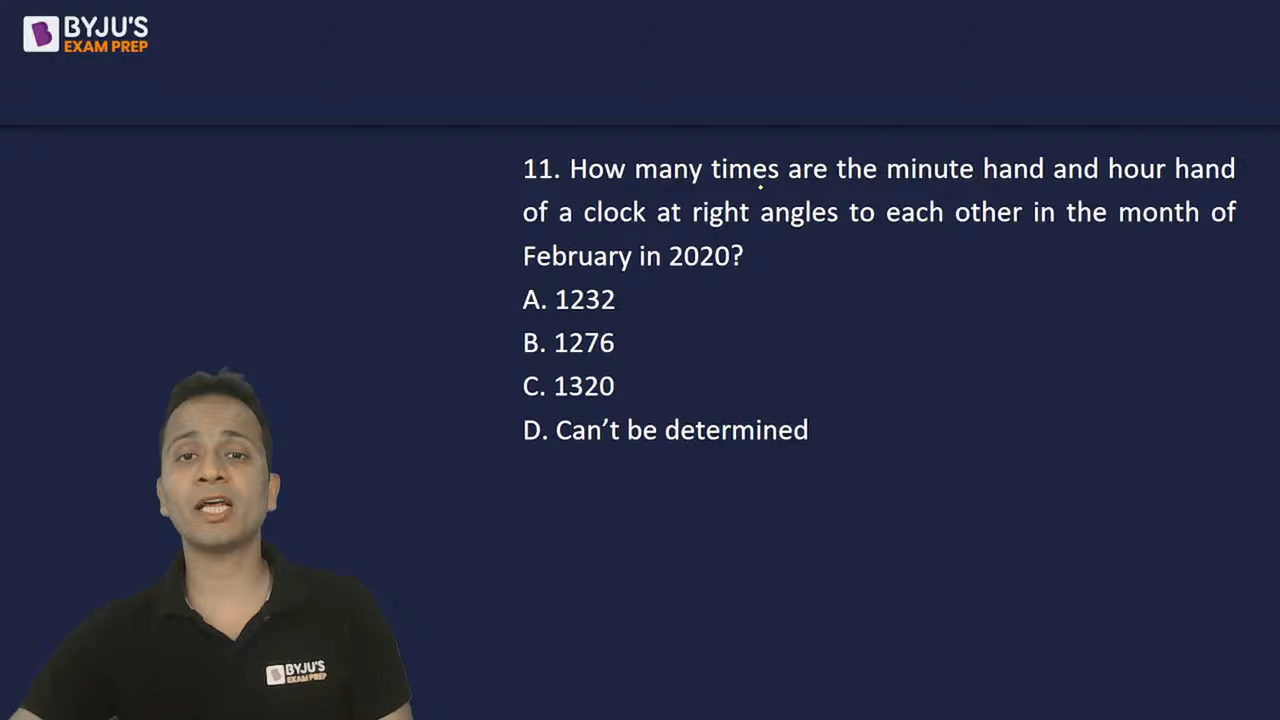 BYJU'S
EXAM PREP
11. How many times are the minute hand and hour hand
of a clock at right angles to each other in the month of
February in 2020?
A. 1232
B. 1276
C. 1320
D. Can’t be determined
BYJU'S
EXAM PREP